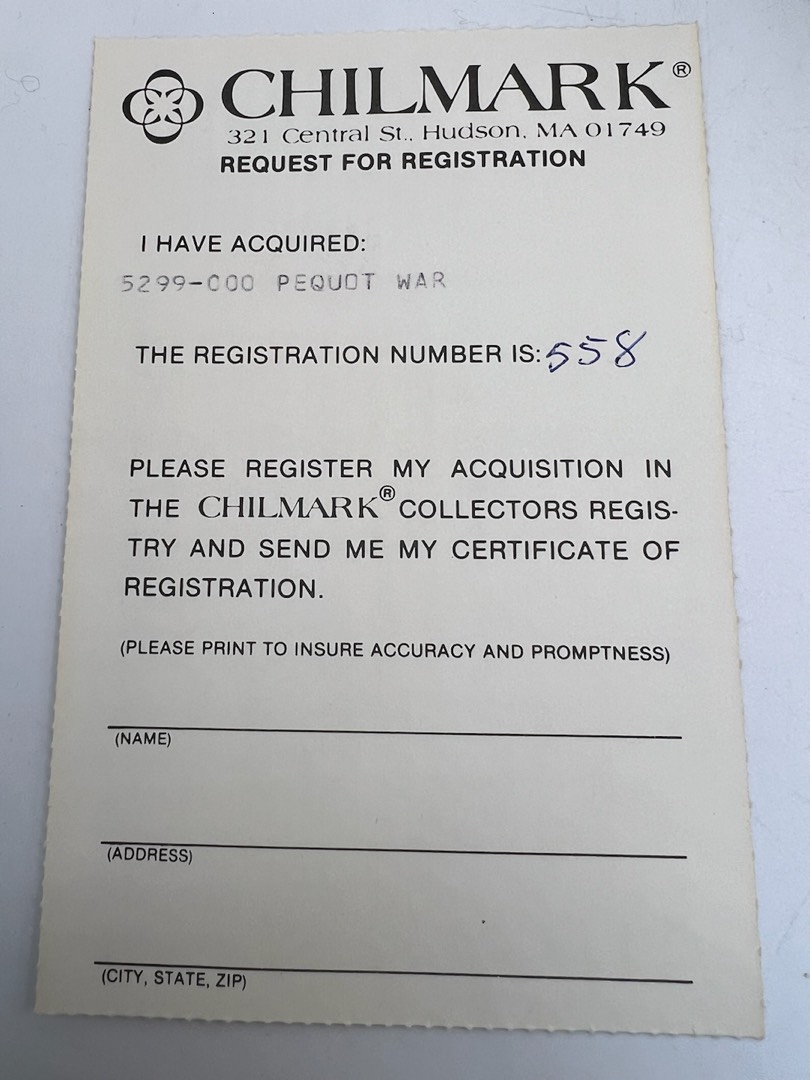 CHILMARK®
321 Central St., Hudson, MA 01749
REQUEST FOR REGISTRATION
I HAVE ACQUIRED:
5299-000 PEQUOT WAR
THE REGISTRATION NUMBER IS: 558
PLEASE REGISTER MY ACQUISITION IN
THE CHILMARK® COLLECTORS REGIS-
TRY AND SEND ME MY CERTIFICATE OF
REGISTRATION.
(PLEASE PRINT TO INSURE ACCURACY AND PROMPTNESS)
(NAME)
(ADDRESS)
(CITY, STATE, ZIP)